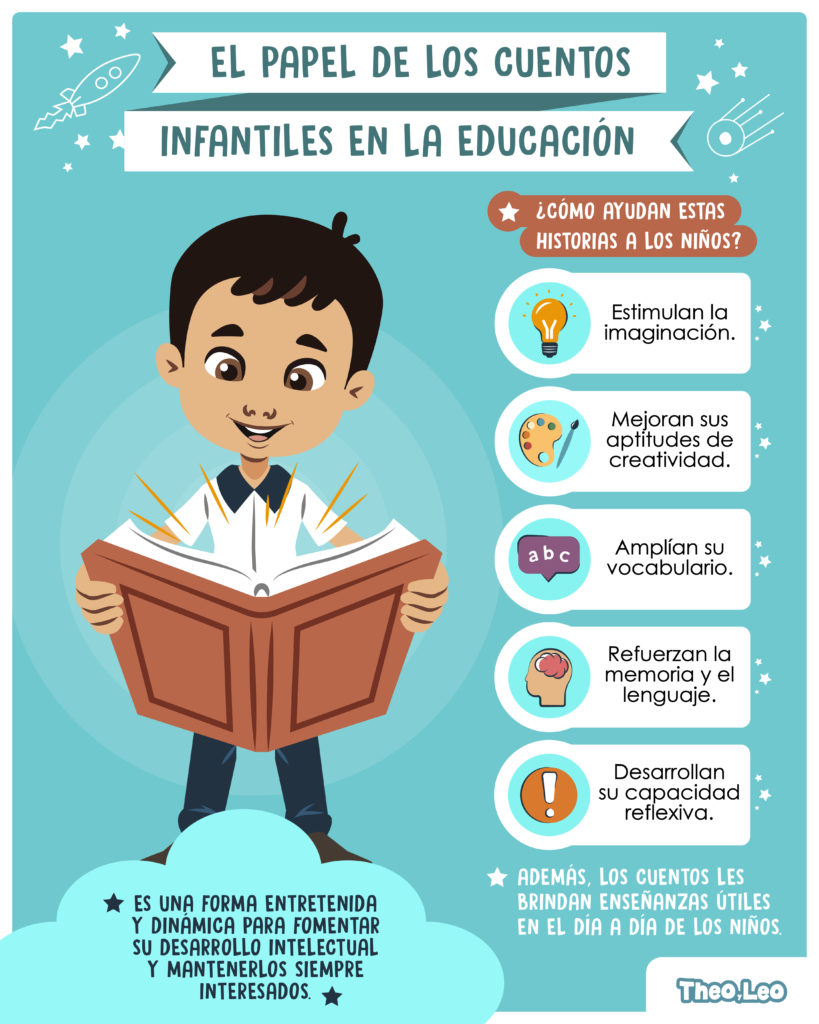 EL PAPEL DE LOS CUENTOS
INFANTILES EN LA EDUCACIÓN
¿CÓMO AYUDAN ESTAS
HISTORIAS A LOS NIÑOS?
Estimulan la
imaginación.
Mejoran sus
aptitudes de
creatividad.
abc
Amplían su
vocabulario.
Refuerzan la
memoria y el
lenguaje.
!
Desarrollan
su capacidad
reflexiva.
ADEMÁS, LOS CUENTOS LES
BRINDAN ENSEÑANZAS ÚTILES
EN EL DÍA A DÍA DE LOS NIÑOS.
ES UNA FORMA ENTRETENIDA
Y DINÁMICA PARA FOMENTAR
SU DESARROLLO INTELECTUAL
Y MANTENERLOS SIEMPRE
INTERESADOS.
Theo y Leo